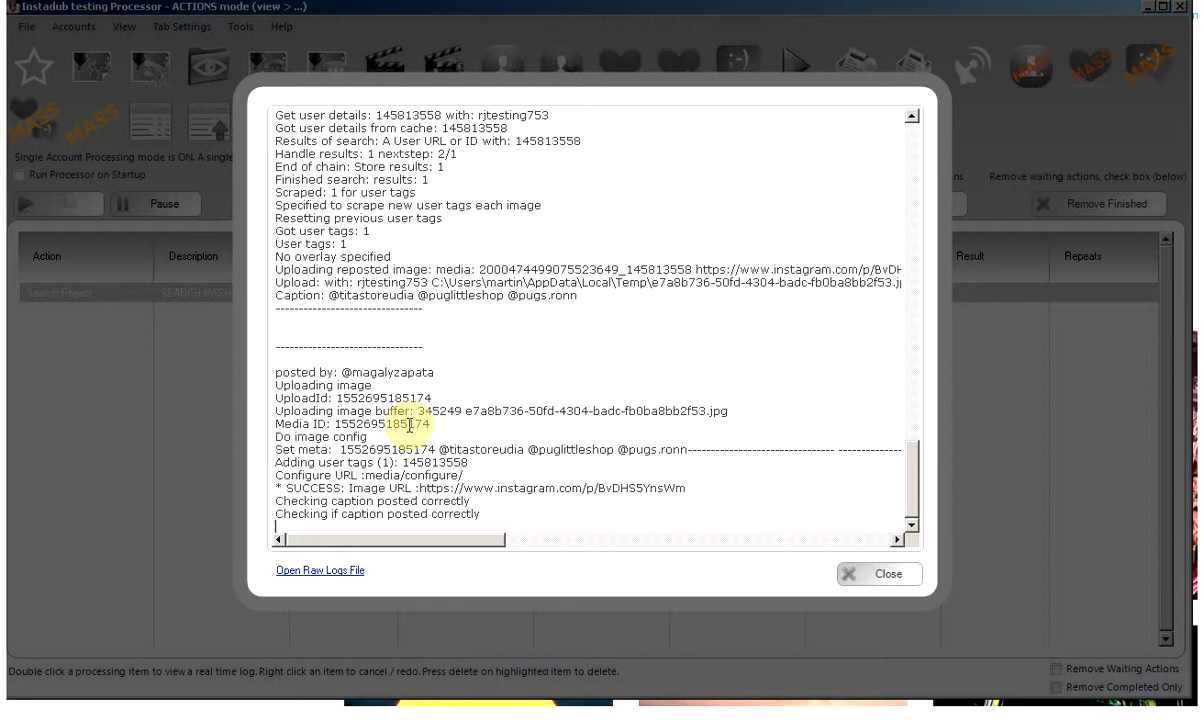 Instadub testing Processor - ACTIONS mode (view > ...)
File Accounts View Tab Settings Tools Help
MASS MASS MASS
MASS MASS
Single Account Processing mode is ON. A single
Run Processor on Startup
ns Remove waiting actions, check box (below)
Run Pause Remove Finished
Action Description Result Repeats
Search Repost SEARCH HASH
Get user details: 145813558 with: rjtesting753
Got user details from cache: 145813558
Results of search: A User URL or ID with: 145813558
Handle results: 1 nextstep: 2/1
End of chain: Store results: 1
Finished search: results: 1
Scraped: 1 for user tags
Specified to scrape new user tags each image
Resetting previous user tags
Got user tags: 1
User tags: 1
No overlay specified
Uploading reposted image: media: 2000474499075523649_145813558 https://www.instagram.com/p/BvDH
Upload: with: rjtesting753 C:\Users\martin\AppData\Local\Temp\e7a8b736-50fd-4304-badc-fb0ba8bb2f53.j
Caption: @titastoreudia @puglittleshop @pugs.ronn
-------------------------------
-------------------------------
posted by: @magalyzapata
Uploading image
UploadId: 1552695185174
Uploading image buffer: 345249 e7a8b736-50fd-4304-badc-fb0ba8bb2f53.jpg
Media ID: 1552695185174
Do image config
Set meta: 1552695185174 @titastoreudia @puglittleshop @pugs.ronn------------------------------- -------------
Adding user tags (1): 145813558
Configure URL :media/configure/
* SUCCESS: Image URL :https://www.instagram.com/p/BvDHS5YnsWm
Checking caption posted correctly
Checking if caption posted correctly
Open Raw Logs File
Close
Double click a processing item to view a real time log. Right click an item to cancel / redo. Press delete on highlighted item to delete.
Remove Waiting Actions
Remove Completed Only